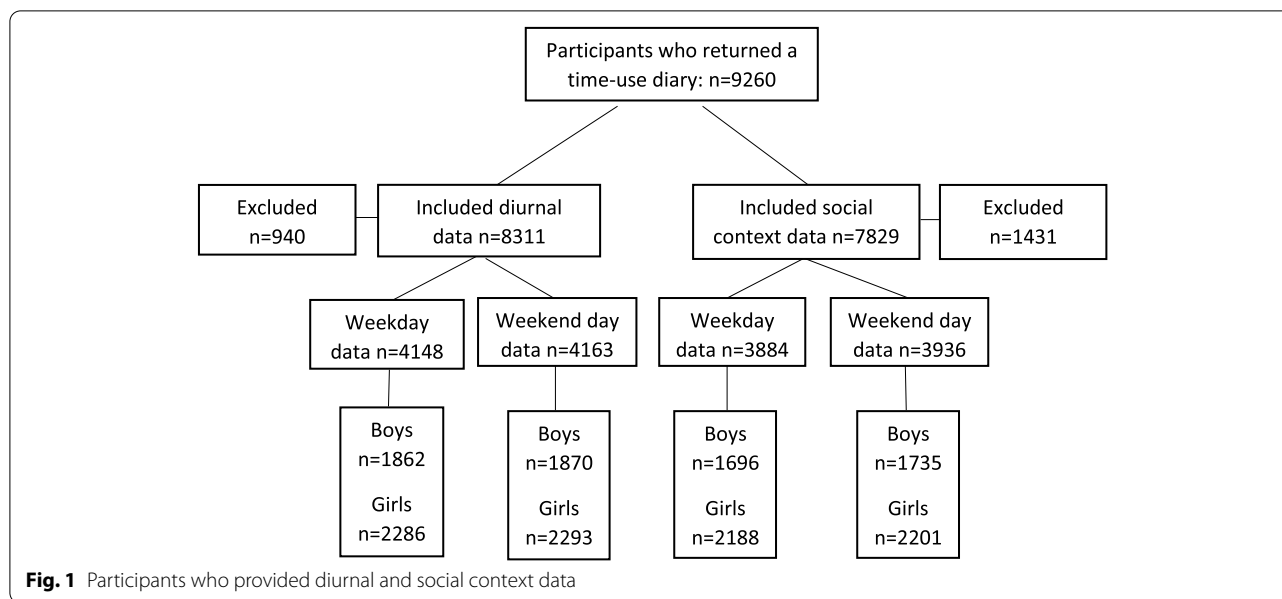 Participants who returned a
time-use diary: n=9260
Excluded
n=940
Included diurnal
data n=8311
Included social
context data n=7829
Excluded
n=1431
Weekday
data n=4148
Weekend day
data n=4163
Weekday
data n=3884
Weekend day
data n=3936
Boys
n=1862
Girls
n=2286
Boys
n=1870
Girls
n=2293
Boys
n=1696
Girls
n=2188
Boys
n=1735
Girls
n=2201
Fig. 1 Participants who provided diurnal and social context data